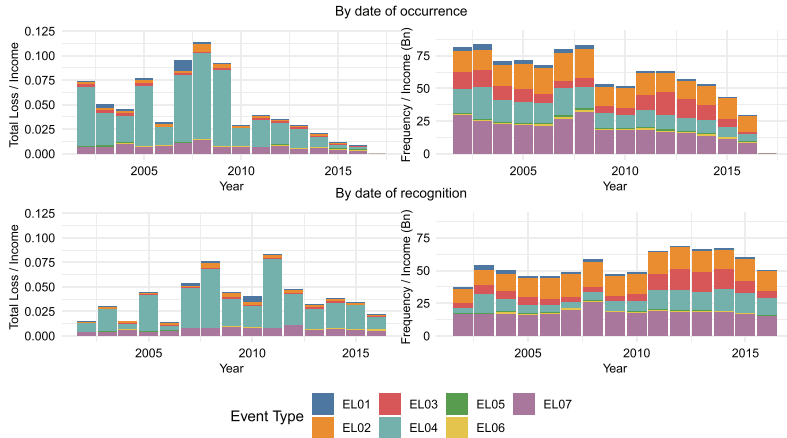 By date of occurrence
Total Loss / Income
0.125
0.100
0.075
0.050
0.025
0.000
2005 2010 2015
Year
Frequency / Income (Bn)
75
50
25
0
2005 2010 2015
Year
By date of recognition
Total Loss / Income
0.125
0.100
0.075
0.050
0.025
0.000
2005 2010 2015
Year
Frequency / Income (Bn)
75
50
25
0
2005 2010 2015
Year
Event Type
EL01 EL03 EL05 EL07
EL02 EL04 EL06